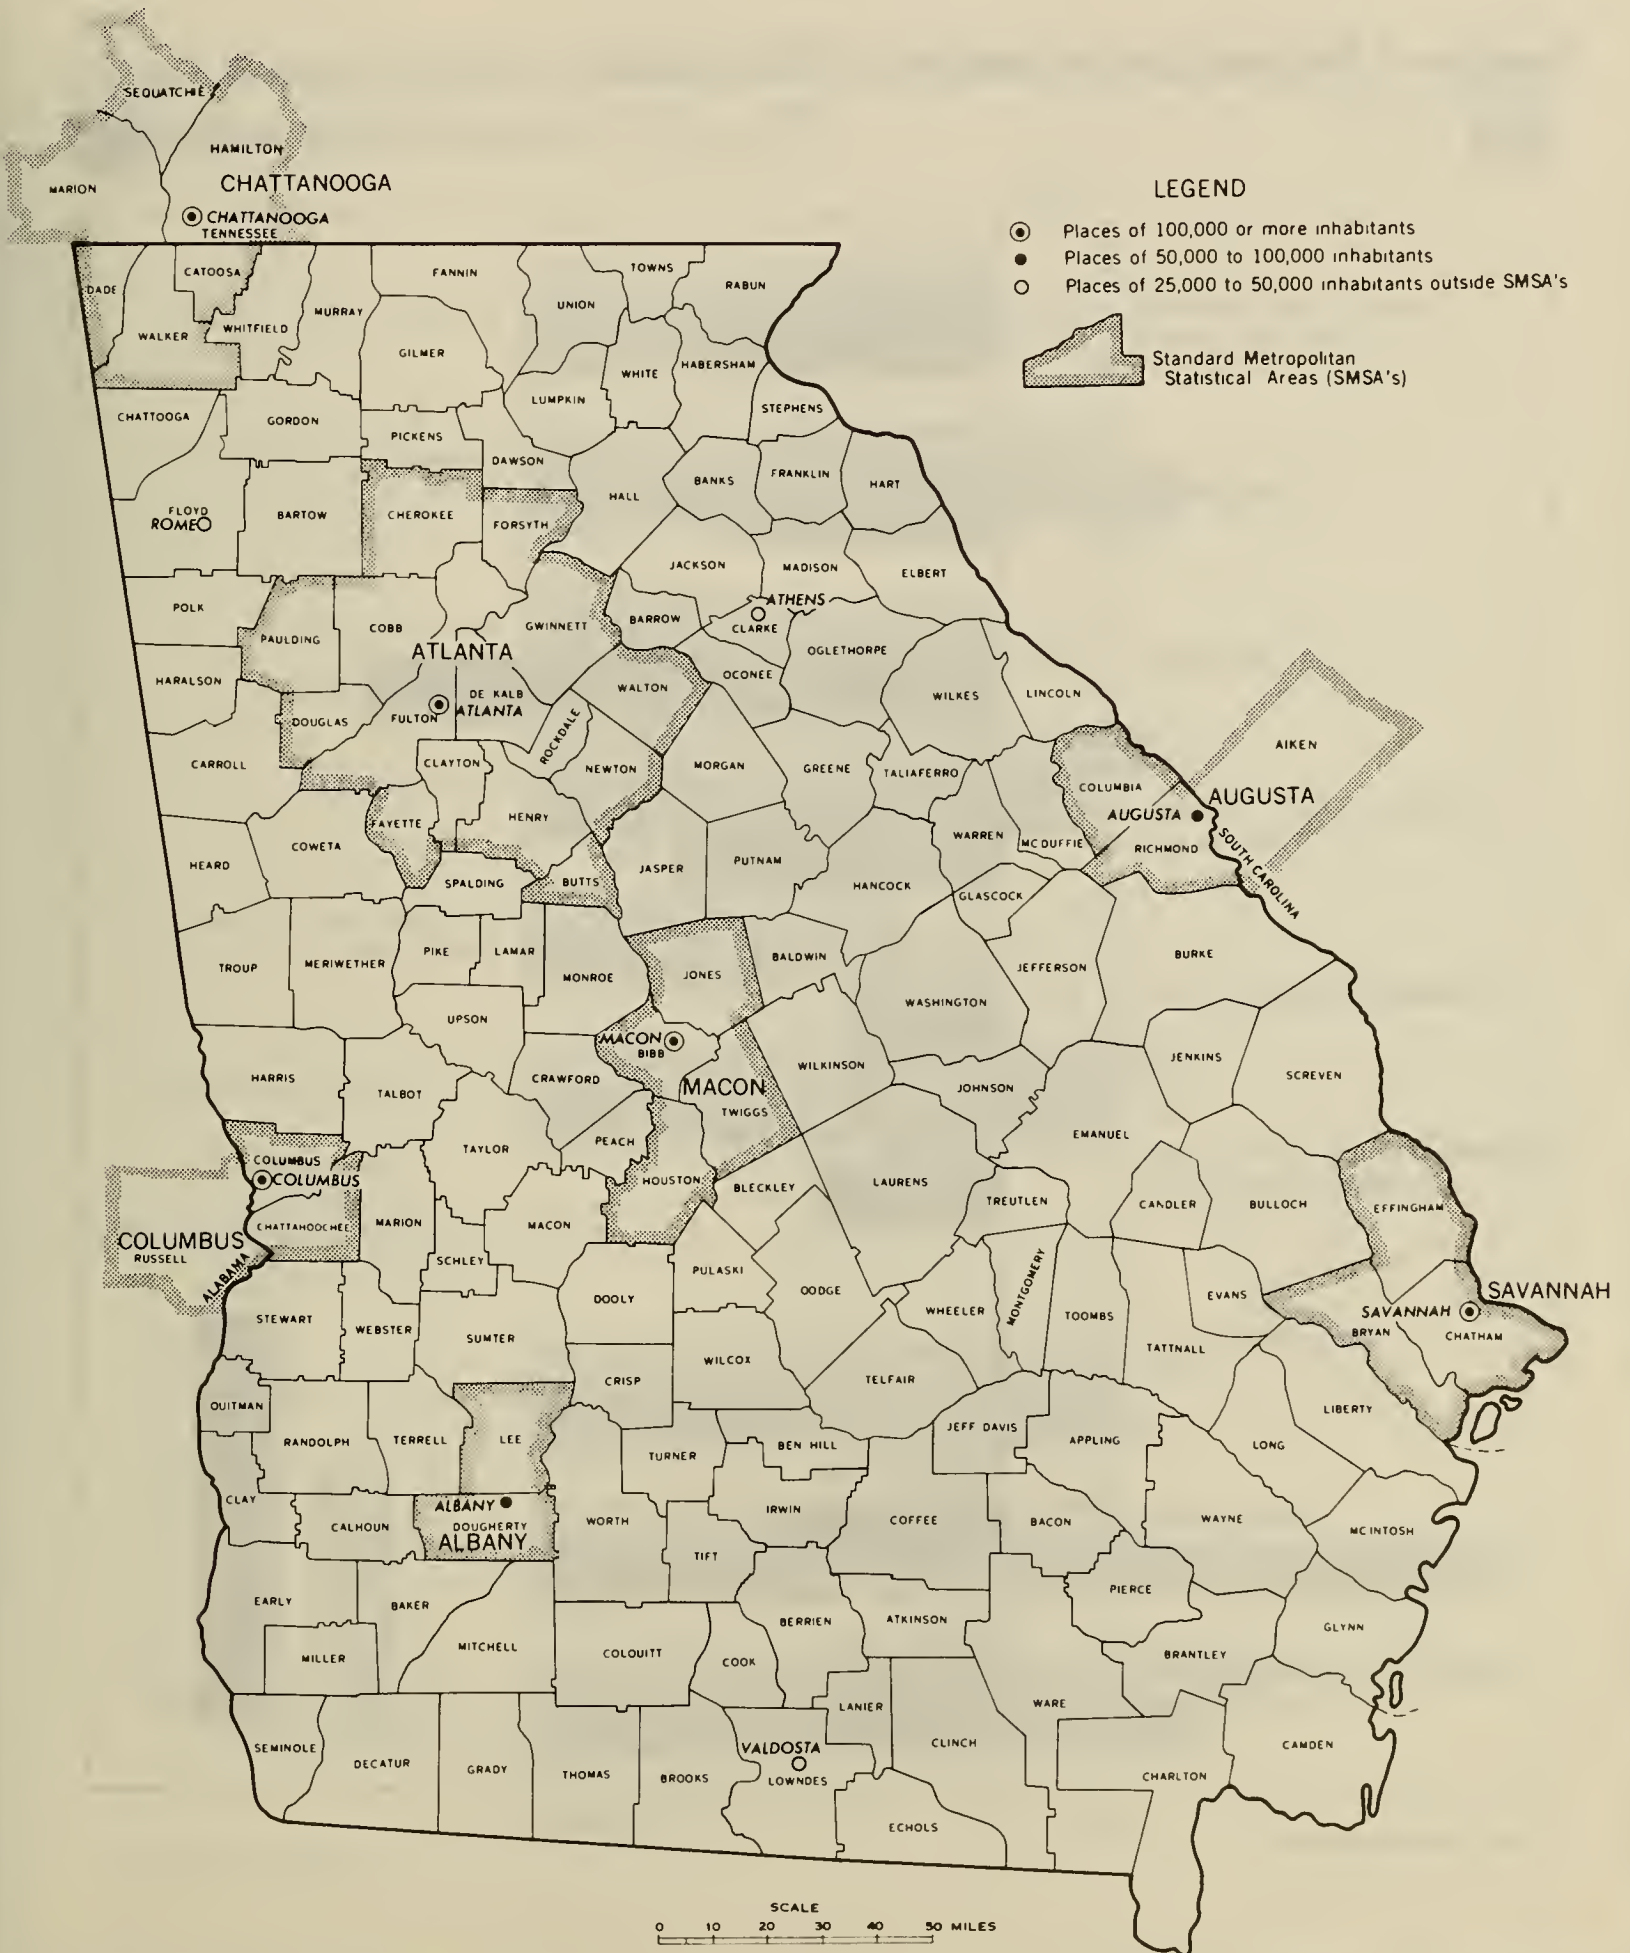 SEQUATCHIE
HAMILTON
MARION
CHATTANOOGA
CHATTANOOGA
TENNESSEE
LEGEND
Places of 100,000 or more inhabitants
Places of 50,000 to 100,000 inhabitants
Places of 25,000 to 50,000 inhabitants outside SMSA's
Standard Metropolitan
Statistical Areas (SMSA's)
DADE
CATOOSA
WALKER
WHITFIELD
MURRAY
FANNIN
GILMER
UNION
TOWNS
RABUN
WHITE
HABERSHAM
LUMPKIN
STEPHENS
CHATTOOGA
GORDON
PICKENS
DAWSON
HALL
BANKS
FRANKLIN
HART
FLOYD
ROME
BARTOW
CHEROKEE
FORSYTH
JACKSON
MADISON
ELBERT
POLK
PAULDING
COBB
GWINNETT
BARROW
ATHENS
CLARKE
OCONEE
OGLETHORPE
ATLANTA
HARALSON
DOUGLAS
FULTON
DE KALB
ATLANTA
WALTON
WILKES
LINCOLN
CARROLL
CLAYTON
ROCKDALE
NEWTON
MORGAN
GREENE
TALIAFERRO
COLUMBIA
AIKEN
AUGUSTA
AUGUSTA
RICHMOND
SOUTH CAROLINA
FAYETTE
HENRY
COWETA
HEARD
SPALDING
BUTTS
JASPER
PUTNAM
HANCOCK
WARREN
MC DUFFIE
GLASCOCK
TROUP
MERIWETHER
PIKE
LAMAR
MONROE
JONES
BALDWIN
WASHINGTON
JEFFERSON
BURKE
UPSON
MACON
BIBB
MACON
TWIGGS
WILKINSON
JOHNSON
JENKINS
SCREVEN
HARRIS
TALBOT
CRAWFORD
PEACH
TAYLOR
HOUSTON
BLECKLEY
LAURENS
EMANUEL
TREUTLEN
CANDLER
BULLOCH
EFFINGHAM
COLUMBUS
COLUMBUS
CHATTAHOOCHEE
MARION
MACON
COLUMBUS
RUSSELL
ALABAMA
SCHLEY
DOOLY
PULASKI
DODGE
WHEELER
MONTGOMERY
TOOMBS
EVANS
TATTNALL
SAVANNAH
SAVANNAH
BRYAN
CHATHAM
STEWART
WEBSTER
SUMTER
CRISP
WILCOX
TELFAIR
LIBERTY
QUITMAN
RANDOLPH
TERRELL
LEE
TURNER
BEN HILL
JEFF DAVIS
APPLING
LONG
CLAY
CALHOUN
ALBANY
DOUGHERTY
ALBANY
WORTH
IRWIN
COFFEE
BACON
WAYNE
MC INTOSH
TIFT
EARLY
BAKER
MILLER
MITCHELL
COLQUITT
COOK
BERRIEN
ATKINSON
PIERCE
BRANTLEY
GLYNN
LANIER
WARE
SEMINOLE
DECATUR
GRADY
THOMAS
BROOKS
VALDOSTA
LOWNDES
CLINCH
ECHOLS
CHARLTON
CAMDEN
SCALE
0 10 20 30 40 50 MILES